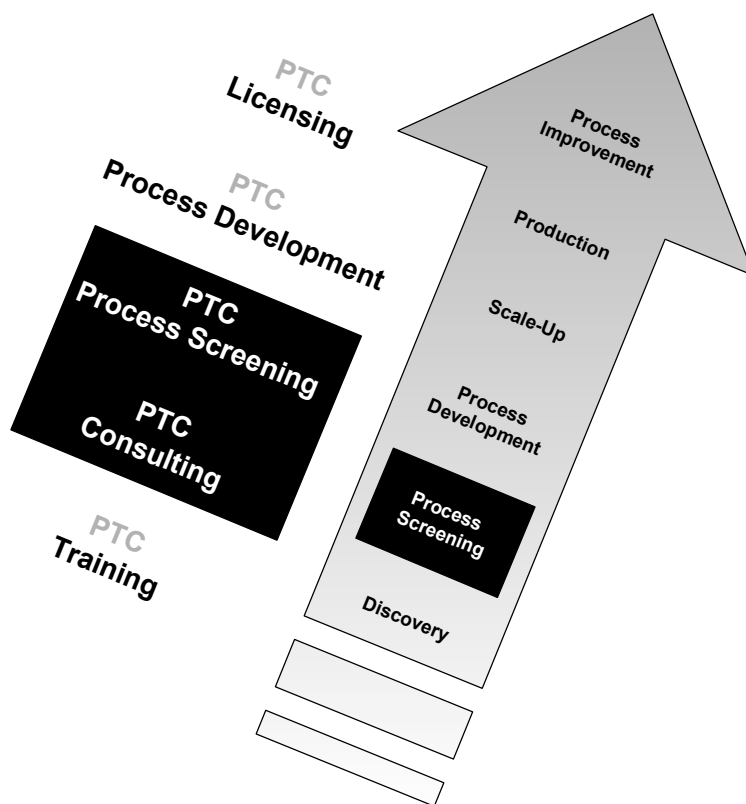 PTC
Licensing
PTC
Process Development
PTC
Process Screening
PTC
Consulting
PTC
Training
Process
Improvement
Production
Scale-Up
Process
Development
Process
Screening
Discovery